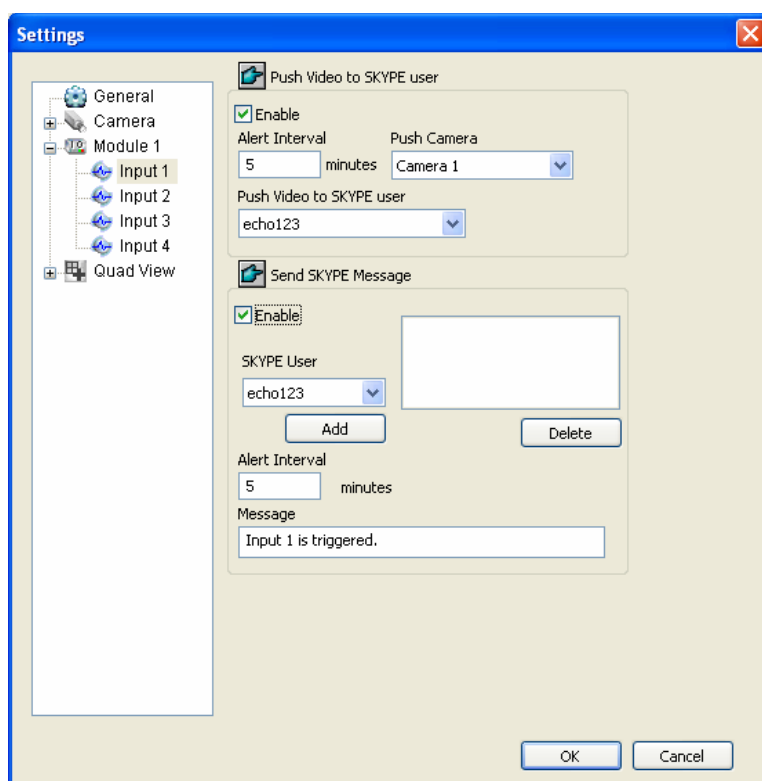 Settings
General
Camera
Module 1
Input 1
Input 2
Input 3
Input 4
Quad View
Push Video to SKYPE user
Enable
Alert Interval
Push Camera
5 minutes
Camera 1
Push Video to SKYPE user
echo123
Send SKYPE Message
Enable
SKYPE User
echo123
Add
Delete
Alert Interval
5 minutes
Message
Input 1 is triggered.
OK
Cancel